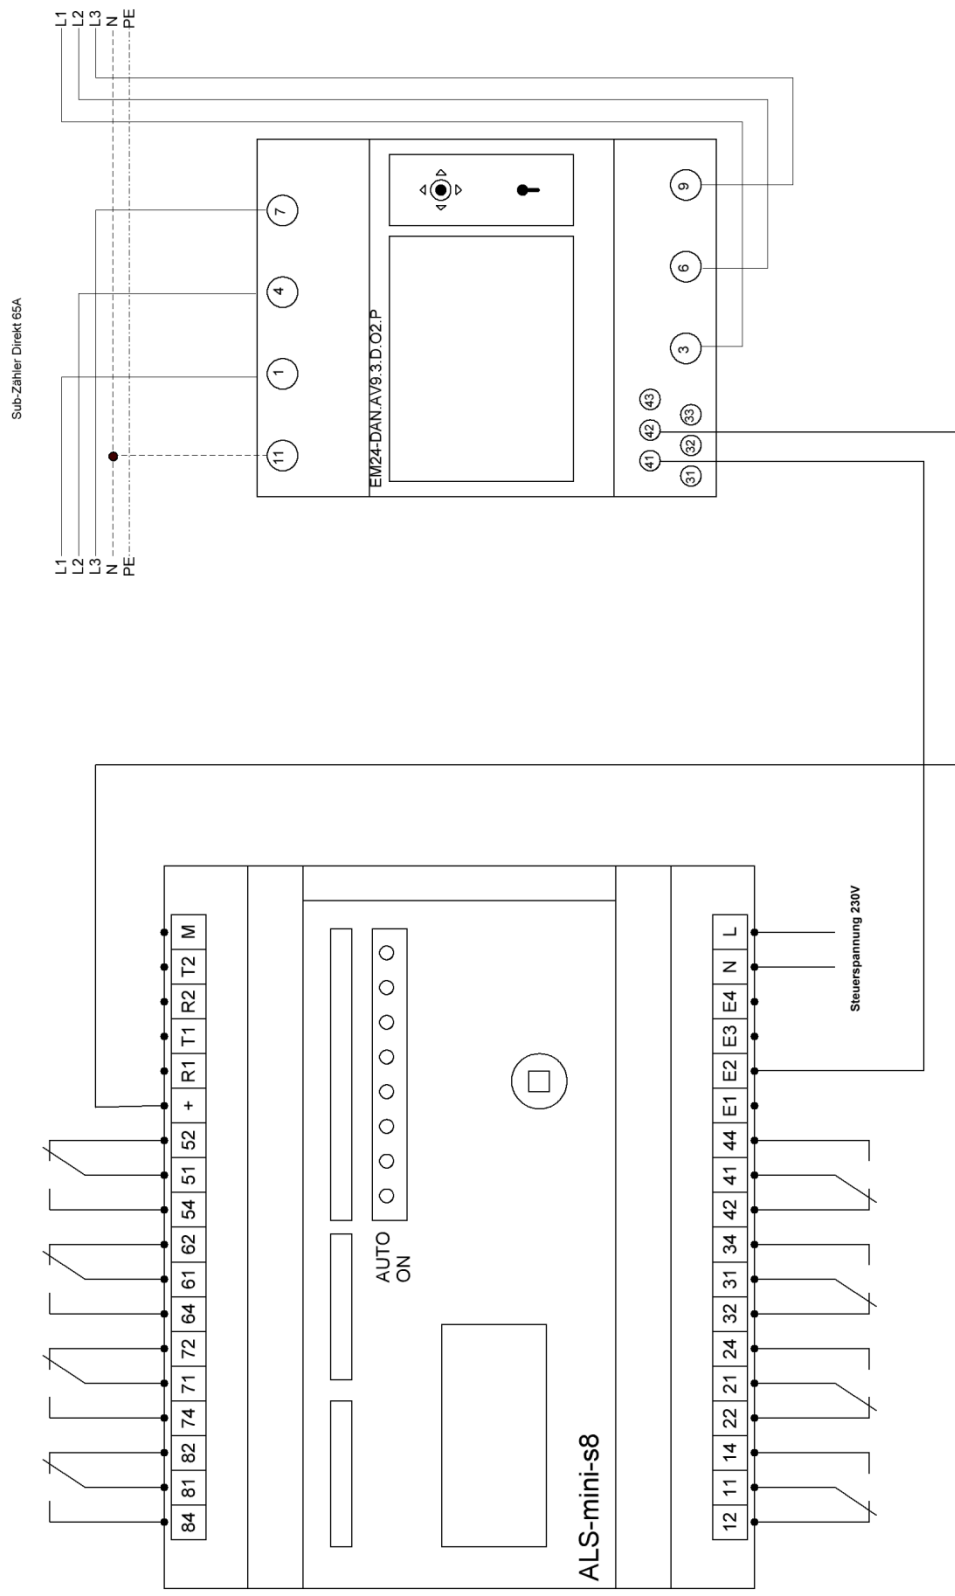 Sub-Zähler Direkt 65A
L1
L2
L3
N
PE
L1
L2
L3
N
PE
11
1
4
7
EM24-DAN.AV9.3.D.O2.P
41
42
43
31
32
33
3
6
9
84
81
82
74
71
72
64
61
62
54
51
52
+
R1
T1
R2
T2
M
AUTO
ON
ALS-mini-s8
12
11
14
22
21
24
32
31
34
42
41
44
E1
E2
E3
E4
N
L
Steuerspannung 230V